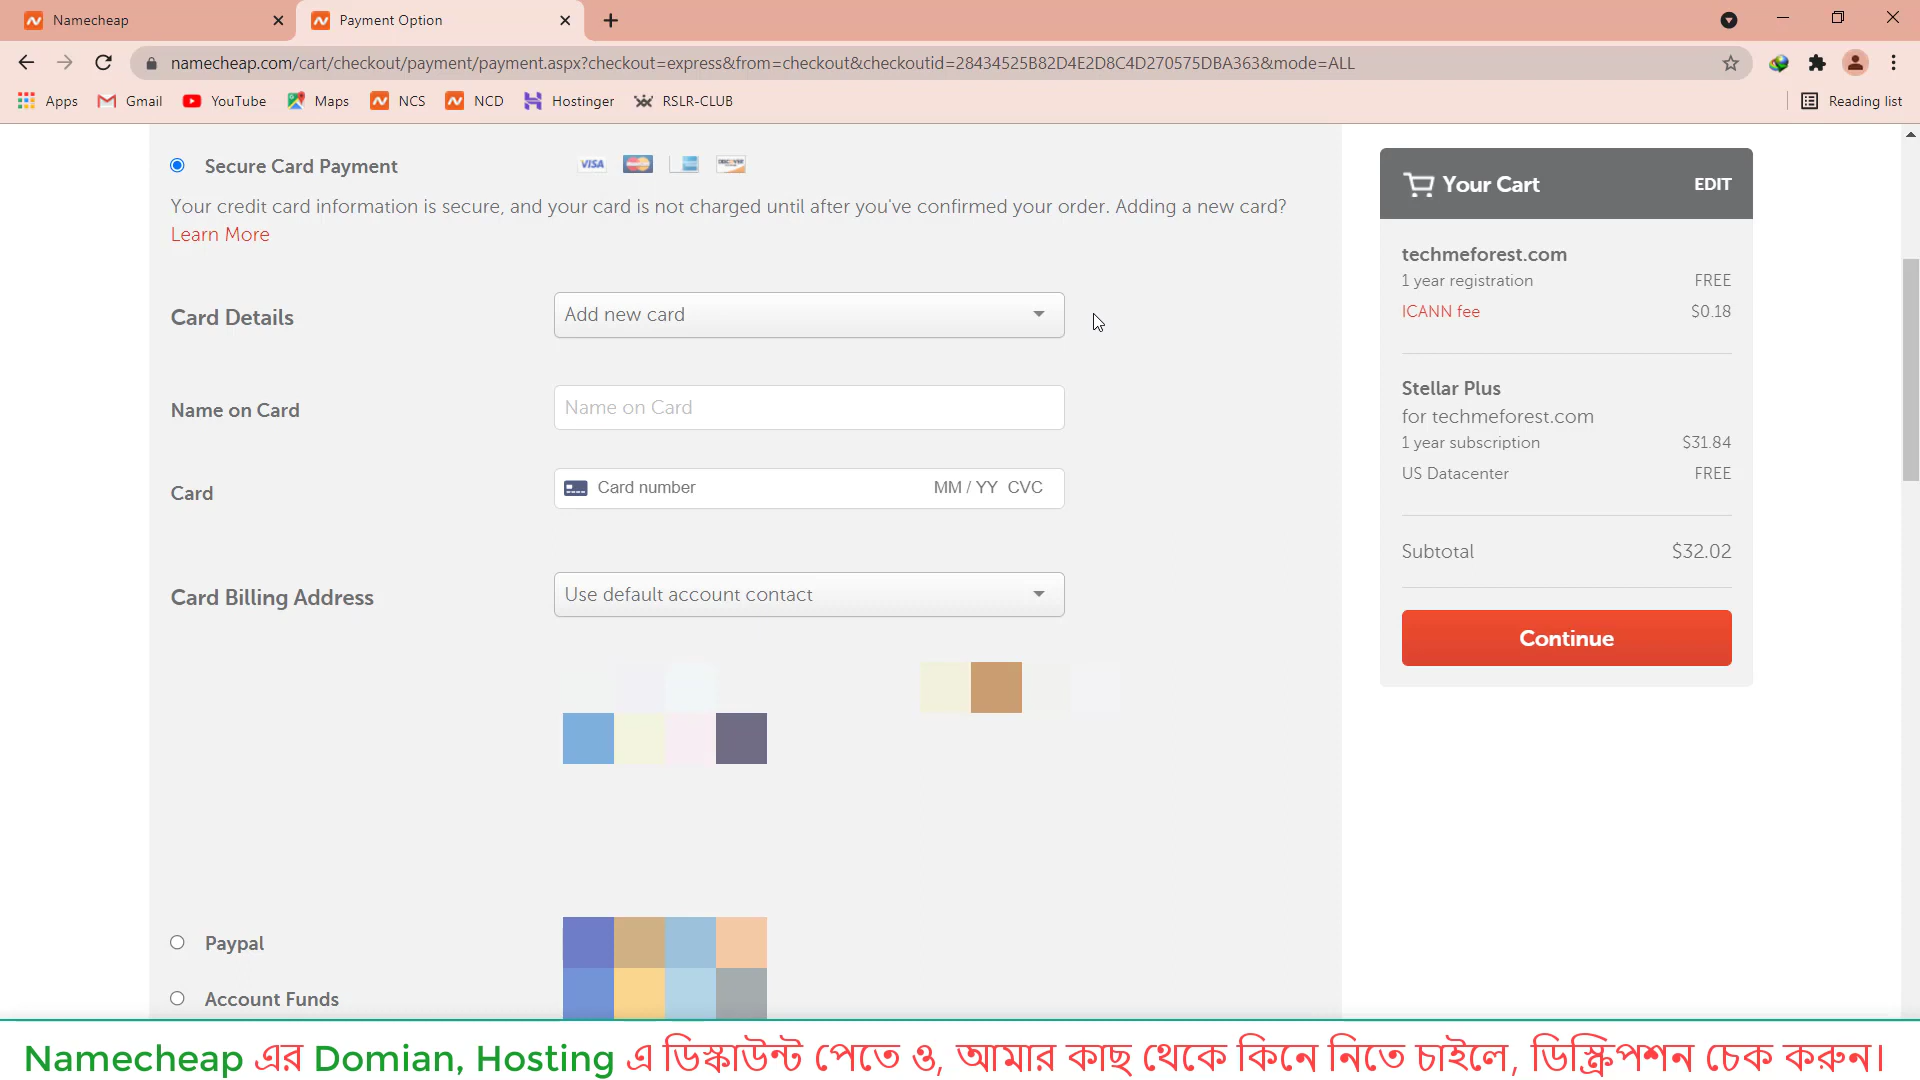 Namecheap
Payment Option
namecheap.com/cart/checkout/payment/payment.aspx?checkout=express&from=checkout&checkoutid=28434525B82D4E2D8C4D270575DBA363&mode=ALL
Apps Gmail YouTube Maps NCS NCD Hostinger RSLR-CLUB Reading list
Secure Card Payment VISA DISCOVER
Your credit card information is secure, and your card is not charged until after you've confirmed your order. Adding a new card?
Learn More
Card Details Add new card
Name on Card Name on Card
Card Card number MM / YY CVC
Card Billing Address Use default account contact
Paypal
Account Funds
Your Cart EDIT
techmeforest.com
1 year registration FREE
ICANN fee $0.18
Stellar Plus
for techmeforest.com
1 year subscription $31.84
US Datacenter FREE
Subtotal $32.02
Continue
Namecheap এর Domian, Hosting এ ডিস্কাউন্ট পেতে ও, আমার কাছ থেকে কিনে নিতে চাইলে, ডিস্ক্রিপশন চেক করুন।